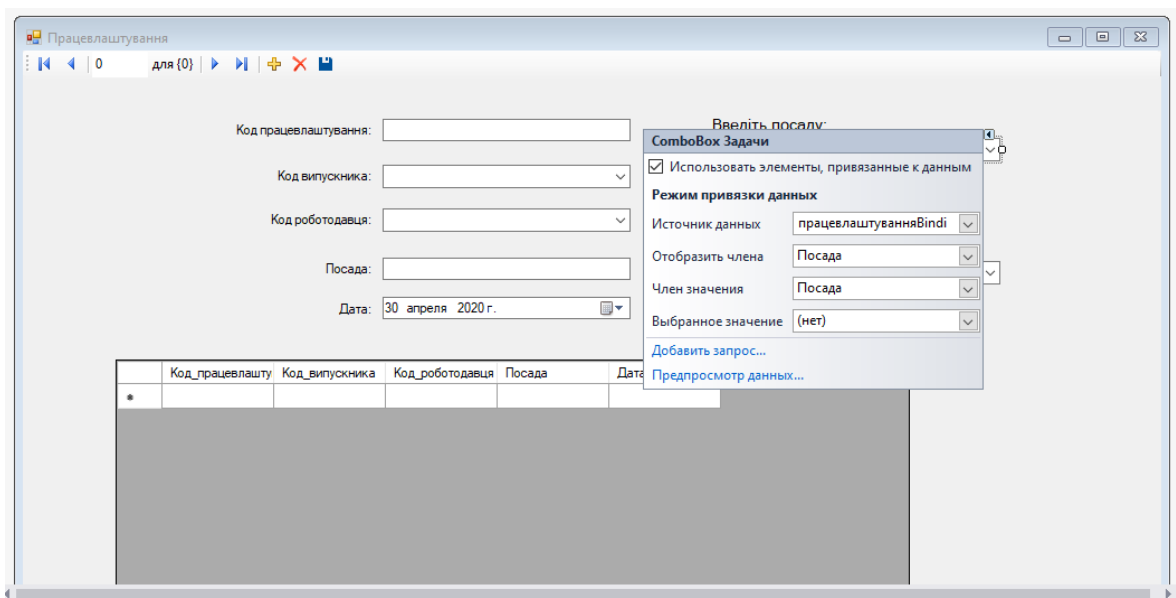 Працевлаштування
0 для {0}
Код працевлаштування:
Введіть посаду:
ComboBox Задачи
Использовать элементы, привязанные к данным
Код випускника:
Режим привязки данных
Код роботодавця:
Источник данных працевлаштуванняBindi
Отобразить члена Посада
Посада:
Член значения Посада
Дата: 30 апреля 2020 г.
Выбранное значение (нет)
Добавить запрос...
Предпросмотр данных...
Код_працевлашту Код_випускника Код_роботодавця Посада Дата